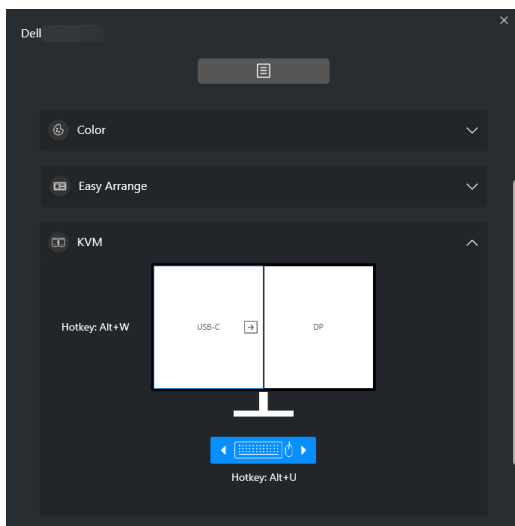 Dell
Color
Easy Arrange
KVM
Hotkey: Alt+W
USB-C
DP
Hotkey: Alt+U